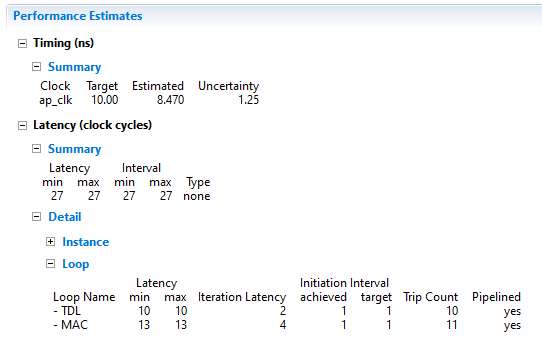 Performance Estimates
Timing (ns)
Summary
Clock Target Estimated Uncertainty
ap_clk 10.00 8.470 1.25
Latency (clock cycles)
Summary
Latency Interval
min max min max Type
27 27 27 27 none
Detail
Instance
Loop
Latency Initiation Interval
Loop Name min max Iteration Latency achieved target Trip Count Pipelined
- TDL 10 10 2 1 1 10 yes
- MAC 13 13 4 1 1 11 yes